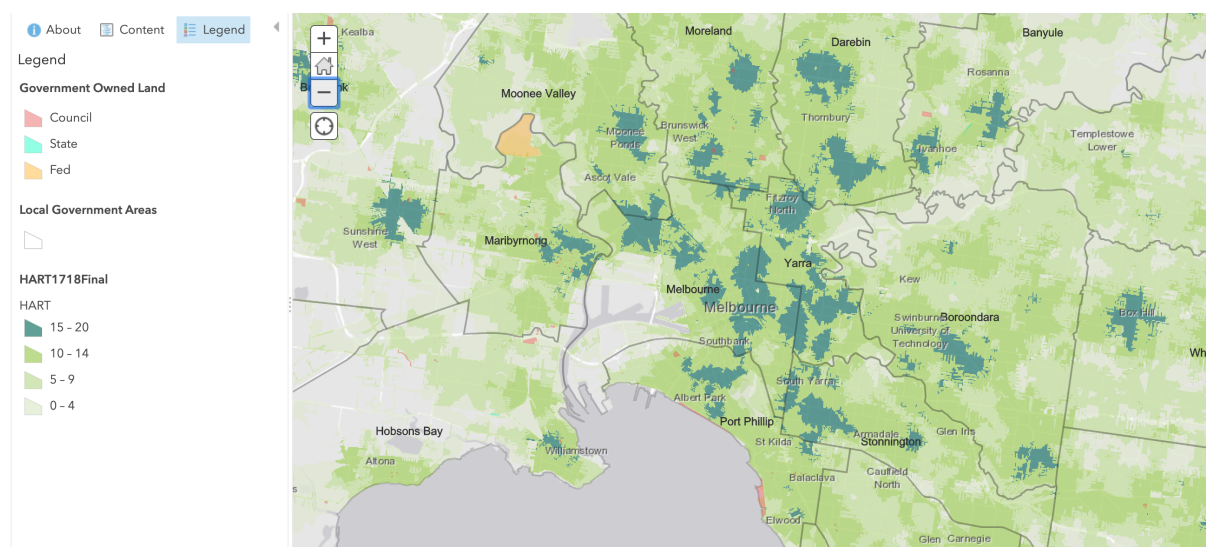 About
Content
Legend
Legend
Government Owned Land
Council
State
Fed
Local Government Areas
HART1718Final
HART
15 - 20
10 - 14
5 - 9
0 - 4
Kealba
Moreland
Darebin
Banyule
Rosanna
Moonee Valley
Thornbury
Moonee
Ponds
Brunswick
West
Templestowe
Lower
Ivanhoe
Ascot Vale
Fitzroy
North
Sunshine
West
Maribyrnong
Yarra
Kew
Melbourne
Melbourne
Swinburne
University of
Technology
Boroondara
Box Hill
Southbank
Wh
South Yarra
Albert Park
Port Phillip
Hobsons Bay
St Kilda
Armadale
Stonnington
Glen Iris
Williamstown
Altona
Balaclava
Caulfield
North
s
Elwood
Glen
Carnegie